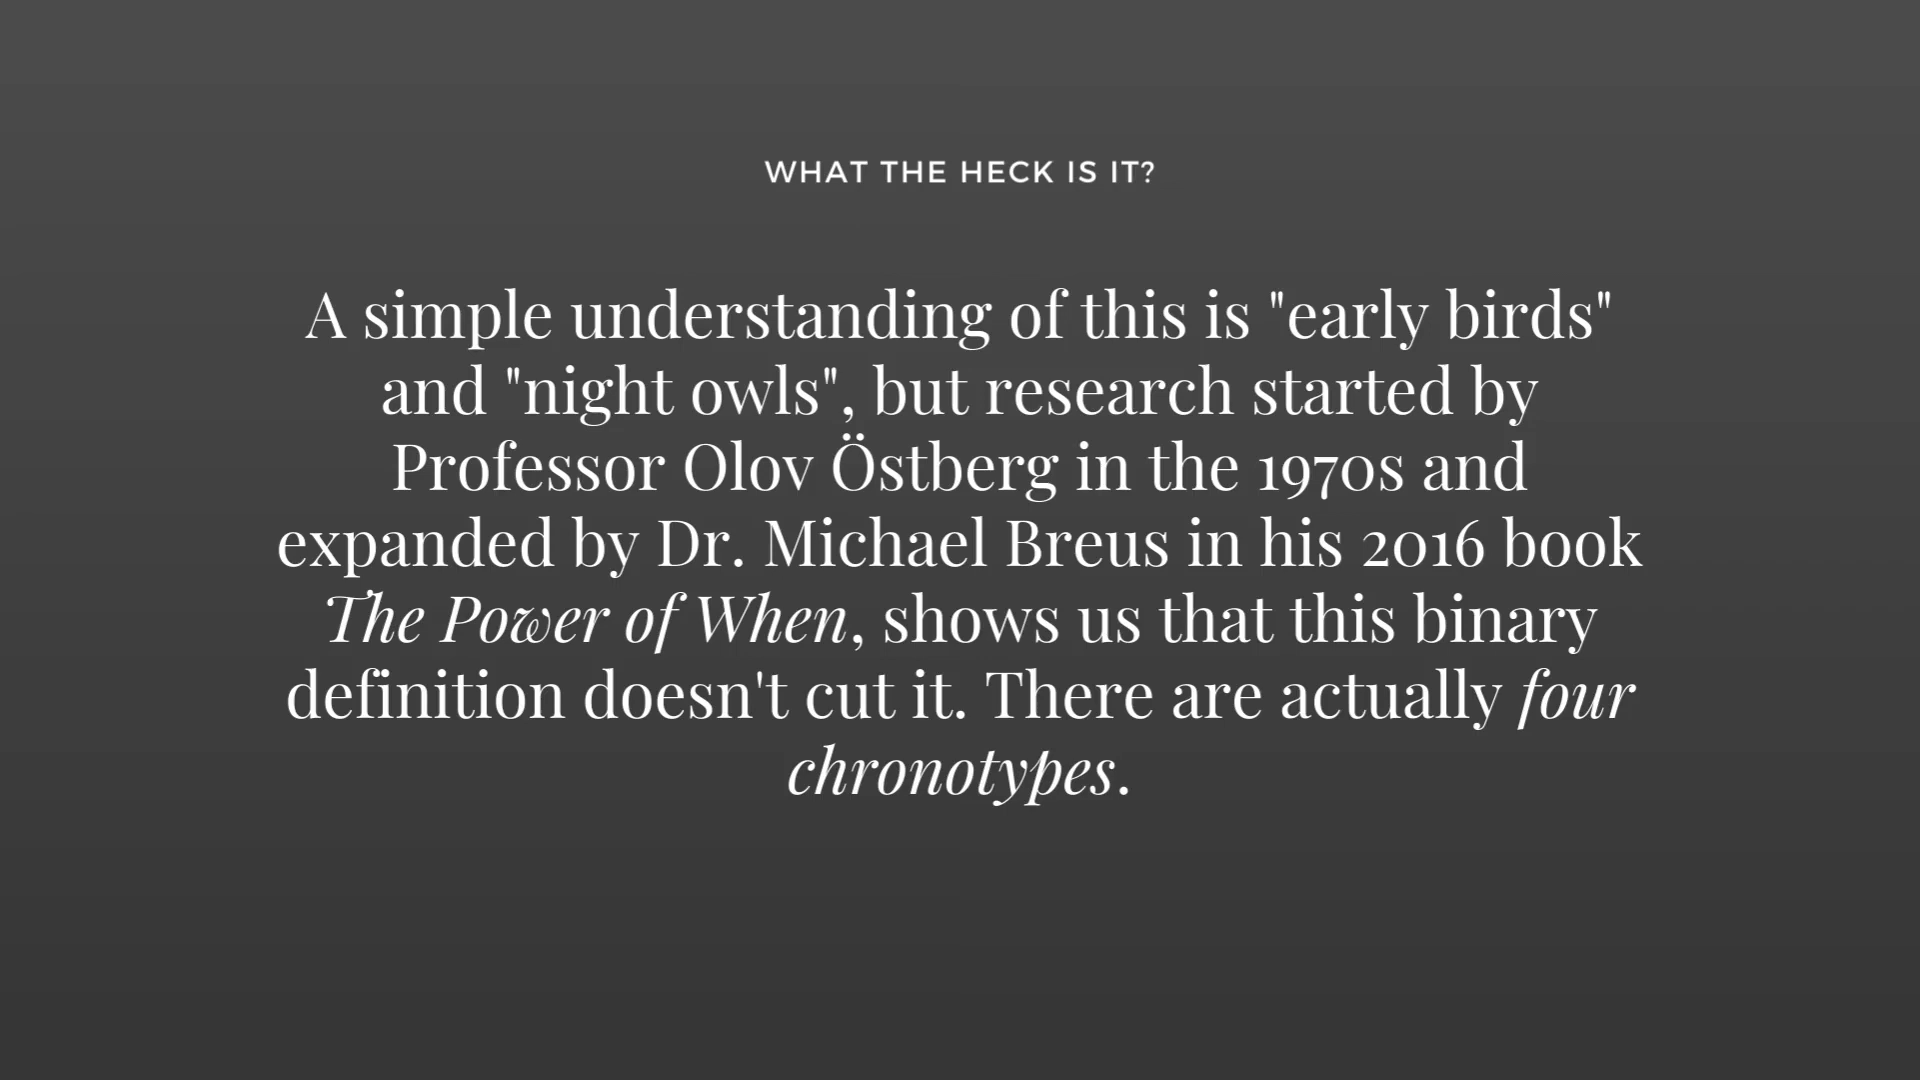 WHAT THE HECK IS IT?
A simple understanding of this is "early birds"
and "night owls", but research started by
Professor Olov Östberg in the 1970s and
expanded by Dr. Michael Breus in his 2016 book
The Power of When, shows us that this binary
definition doesn't cut it. There are actually four
chronotypes.